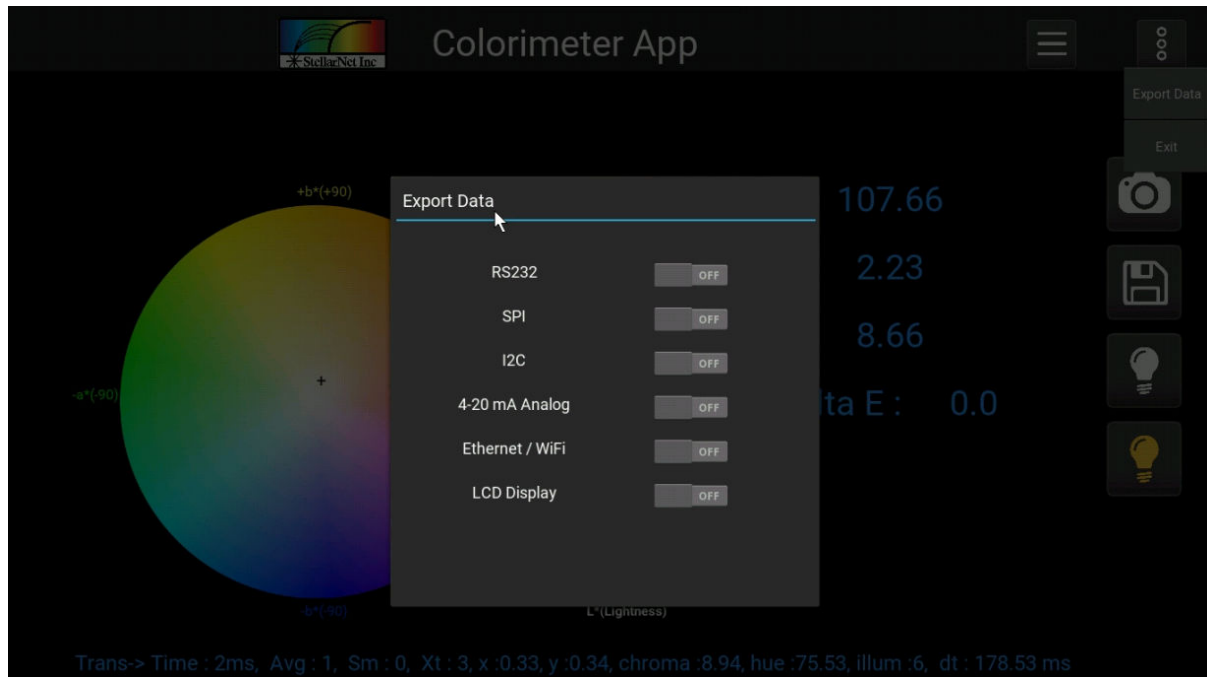 StellarNet Inc
Colorimeter App
Export Data
Exit
+b*(+90)
-a*(-90)
-b*(-90)
L*(Lightness)
107.66
2.23
8.66
lta E : 0.0
Export Data
RS232 OFF
SPI OFF
I2C OFF
4-20 mA Analog OFF
Ethernet / WiFi OFF
LCD Display OFF
Trans-> Time : 2ms, Avg : 1, Sm : 0, Xt : 3, x :0.33, y :0.34, chroma :8.94, hue :75.53, illum :6, dt : 178.53 ms